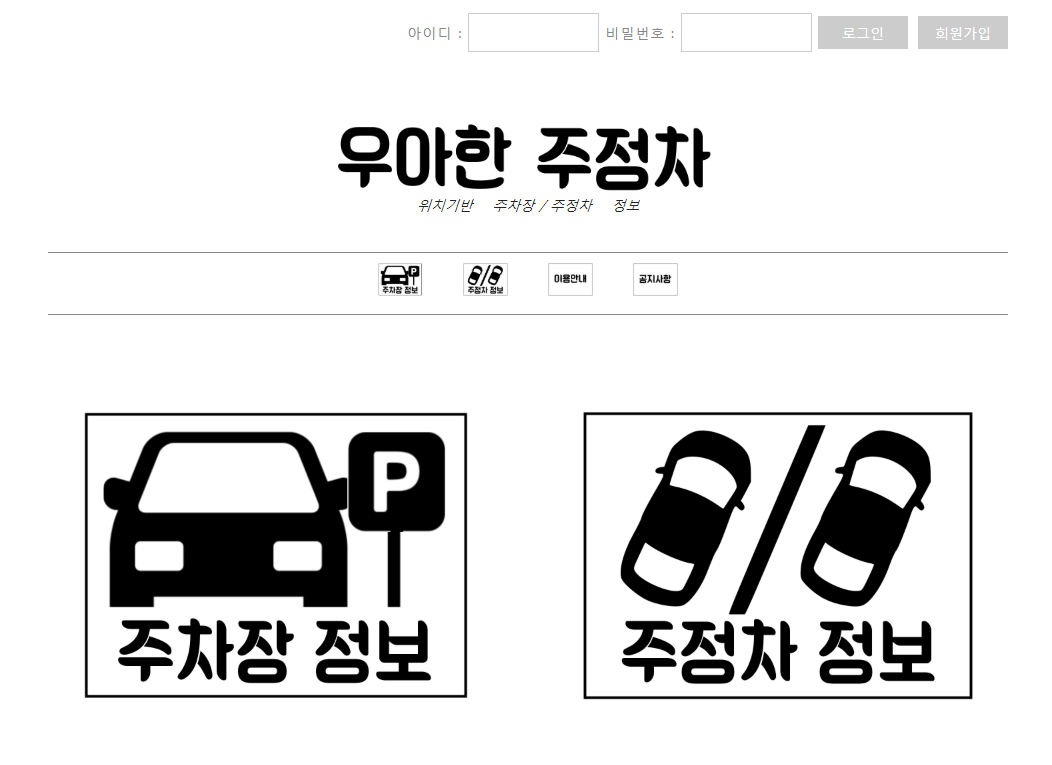 아이디 : 비밀번호 : 로그인 회원가입
우아한 주정차
위치기반 주차장 / 주정차 정보
P
주차장 정보 주정차 정보 이용안내 공지사항
P
주차장 정보 주정차 정보